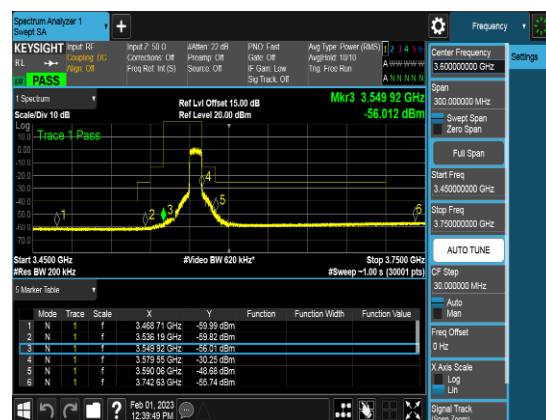 Spectrum Analyzer 1
Swept SA
Frequency
KEYSIGHT Input: RF Input Z: 50 Ω #Atten: 22 dB PNO: Fast Avg Type: Power (RMS) 1 2 3 4 5 6
RL Coupling: DC Corrections: Off Preamp: Off Gate: Off Avg|Hold: 10/10 A W W W W W
Align: Off Freq Ref: Int (S) Source: Off IF Gain: Low Trig: Free Run
Sig Track: Off A N N N N N
PASS
1 Spectrum
Scale/Div 10 dB
Ref Lvl Offset 15.00 dB
Ref Level 20.00 dBm
Mkr3 3.549 92 GHz
-56.012 dBm
Log
Trace 1 Pass
10.0
0.00
-10.0
-20.0
-30.0
-40.0
-50.0
-60.0
-70.0
1
2
3
4
5
6
Start 3.4500 GHz #Video BW 620 kHz* Stop 3.7500 GHz
#Res BW 200 kHz #Sweep ~1.00 s (30001 pts)
5 Marker Table
Mode Trace Scale X Y Function Function Width Function Value
1 N 1 f 3.468 71 GHz -59.99 dBm
2 N 1 f 3.536 19 GHz -59.82 dBm
3 N 1 f 3.549 92 GHz -56.01 dBm
4 N 1 f 3.579 55 GHz -30.25 dBm
5 N 1 f 3.590 06 GHz -48.68 dBm
6 N 1 f 3.742 63 GHz -55.74 dBm
Feb 01, 2023
12:39:49 PM
Center Frequency
3.600000000 GHz
Settings
Span
300.000000 MHz
Swept Span
Zero Span
Full Span
Start Freq
3.450000000 GHz
Stop Freq
3.750000000 GHz
AUTO TUNE
CF Step
30.000000 MHz
Auto
Man
Freq Offset
0 Hz
X Axis Scale
Log
Lin
Signal Track
(Span Zoom)